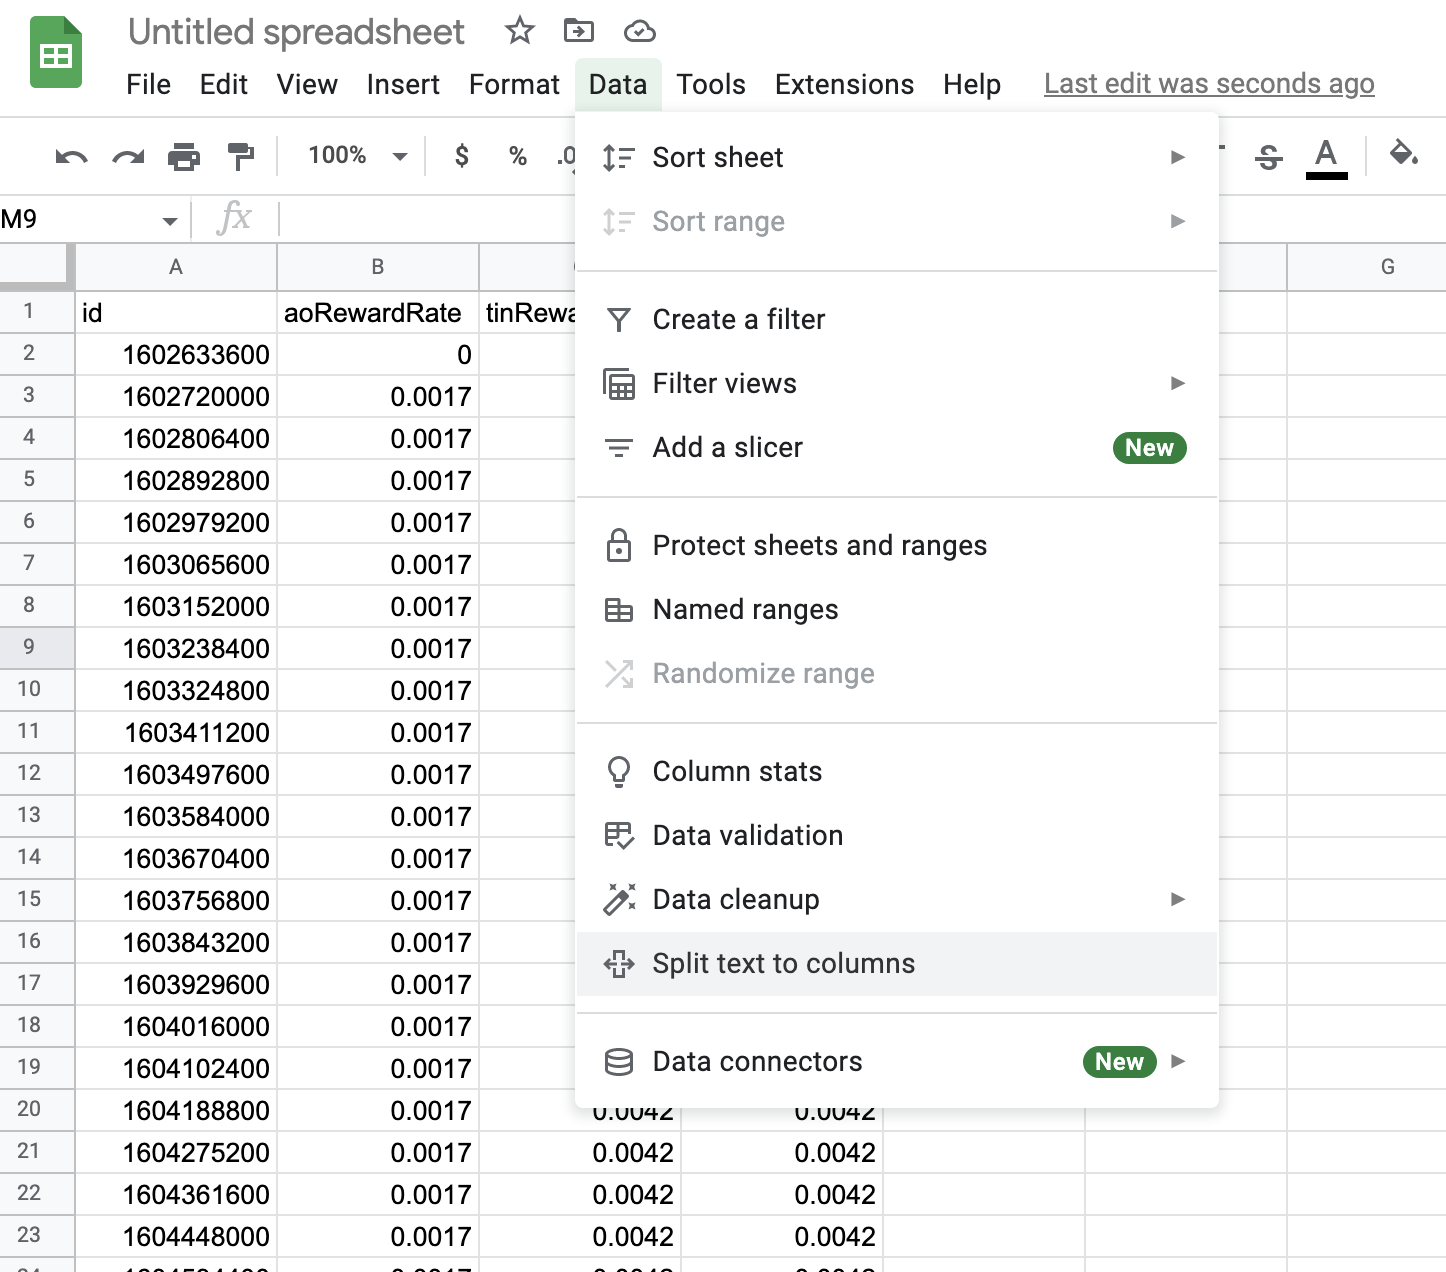 Untitled spreadsheet
File Edit View Insert Format Data Tools Extensions Help Last edit was seconds ago
100% $ % .0 A
M9 fx
A B G
1 id aoRewardRate tinRewa
2 1602633600 0
3 1602720000 0.0017
4 1602806400 0.0017
5 1602892800 0.0017
6 1602979200 0.0017
7 1603065600 0.0017
8 1603152000 0.0017
9 1603238400 0.0017
10 1603324800 0.0017
11 1603411200 0.0017
12 1603497600 0.0017
13 1603584000 0.0017
14 1603670400 0.0017
15 1603756800 0.0017
16 1603843200 0.0017
17 1603929600 0.0017
18 1604016000 0.0017
19 1604102400 0.0017
20 1604188800 0.0017 0.0042 0.0042
21 1604275200 0.0017 0.0042 0.0042
22 1604361600 0.0017 0.0042 0.0042
23 1604448000 0.0017 0.0042 0.0042
Sort sheet
Sort range
Create a filter
Filter views
Add a slicer New
Protect sheets and ranges
Named ranges
Randomize range
Column stats
Data validation
Data cleanup
Split text to columns
Data connectors New